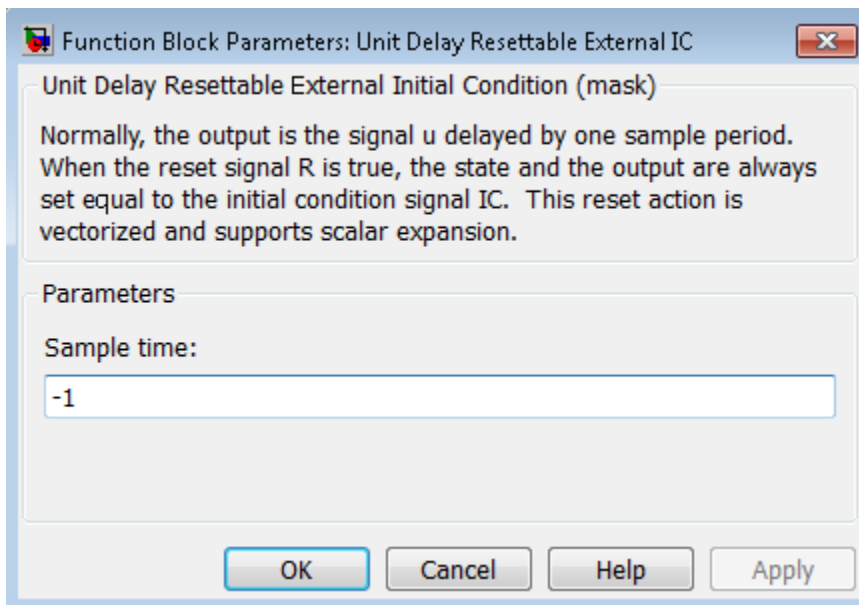 Function Block Parameters: Unit Delay Resettable External IC
Unit Delay Resettable External Initial Condition (mask)
Normally, the output is the signal u delayed by one sample period.
When the reset signal R is true, the state and the output are always
set equal to the initial condition signal IC.  This reset action is
vectorized and supports scalar expansion.
Parameters
Sample time:
-1
OK Cancel Help Apply